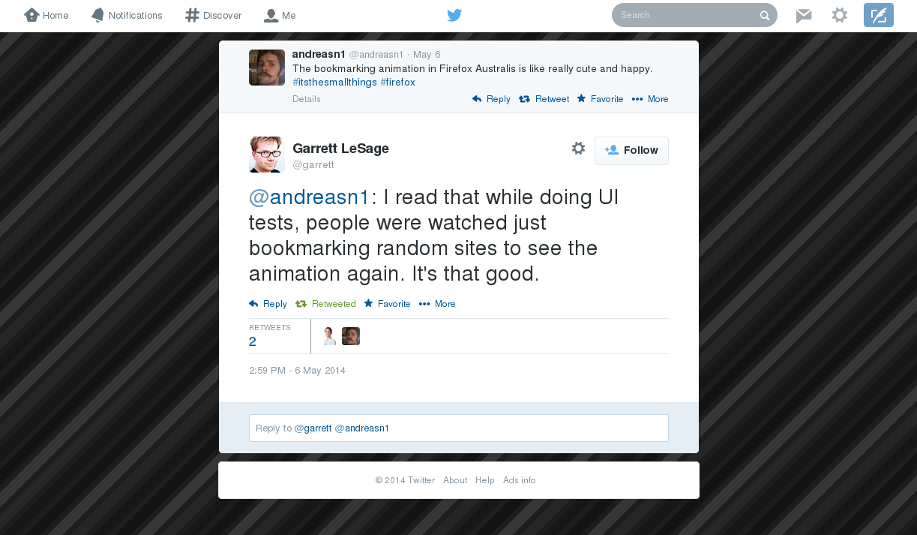 Home Notifications Discover Me Search
andreasn1 @andreasn1 · May 6
The bookmarking animation in Firefox Australis is like really cute and happy.
#itsthesmallthings #firefox
Details Reply Retweet Favorite More
Garrett LeSage
@garrett
Follow
@andreasn1: I read that while doing UI
tests, people were watched just
bookmarking random sites to see the
animation again. It's that good.
Reply Retweeted Favorite More
RETWEETS
2
2:59 PM - 6 May 2014
Reply to @garrett @andreasn1
© 2014 Twitter About Help Ads info